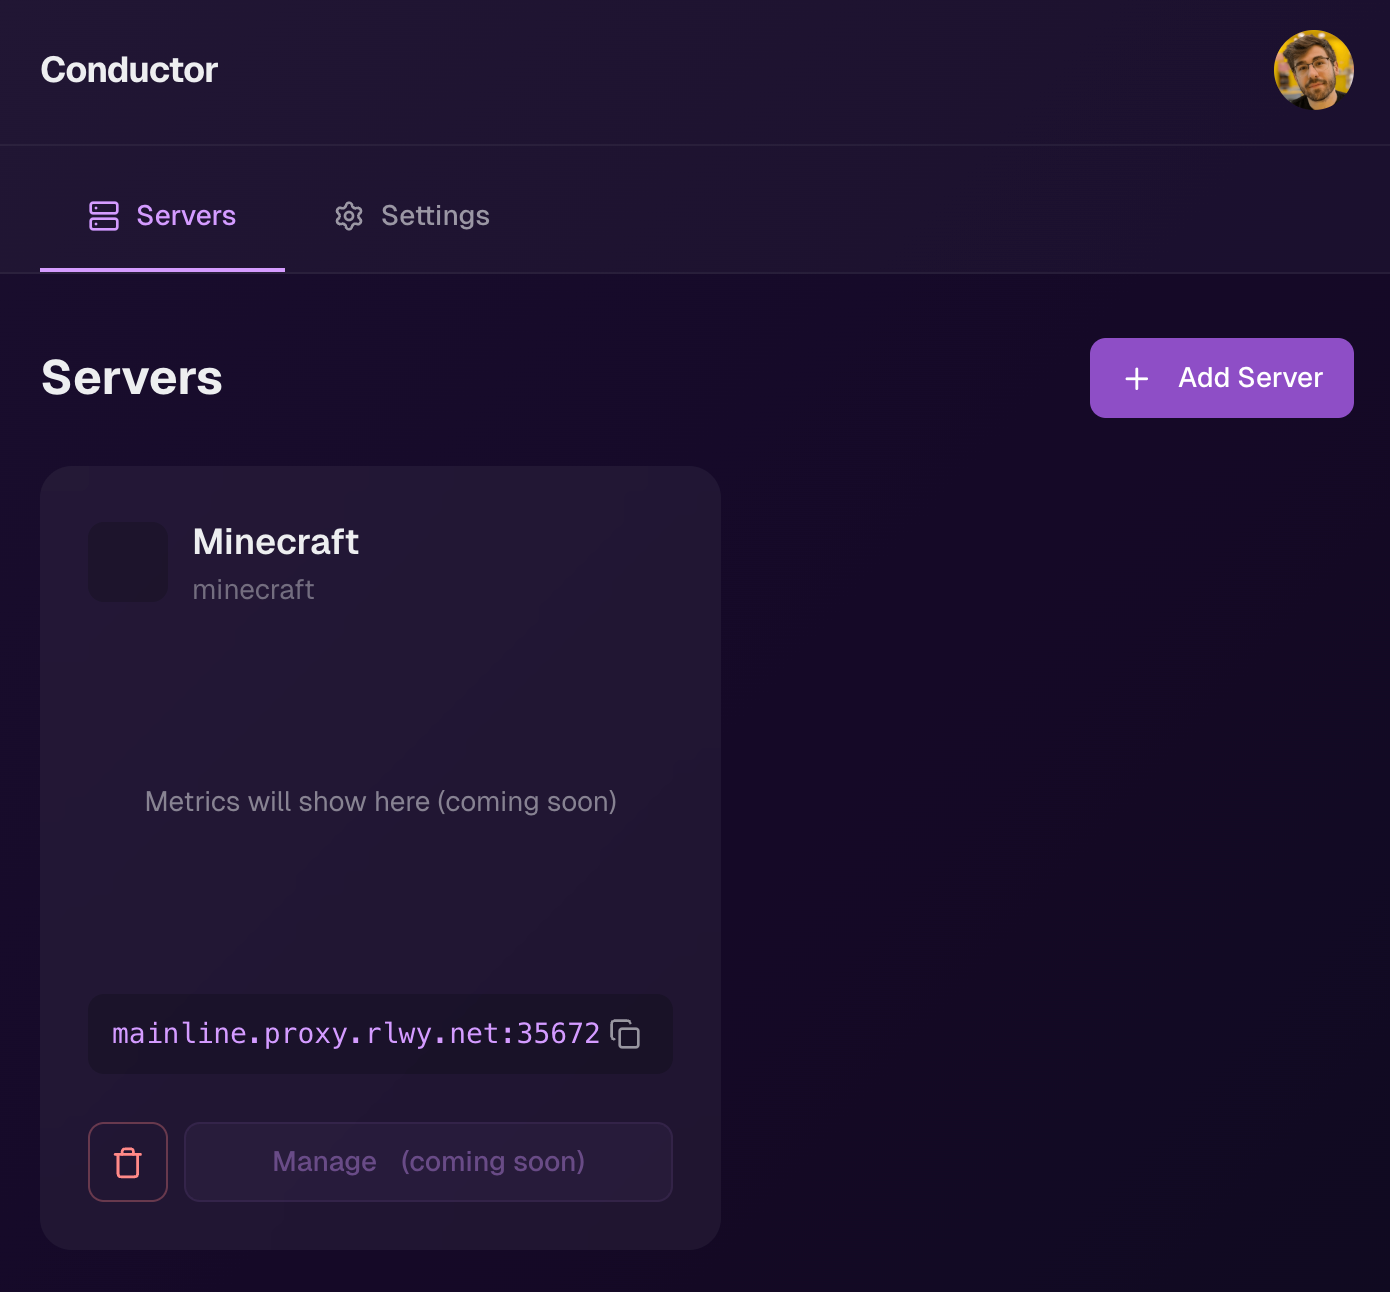 Conductor
Servers
Settings
Servers
Add Server
Minecraft
minecraft
Metrics will show here (coming soon)
mainline.proxy.rlwy.net:35672
Manage (coming soon)